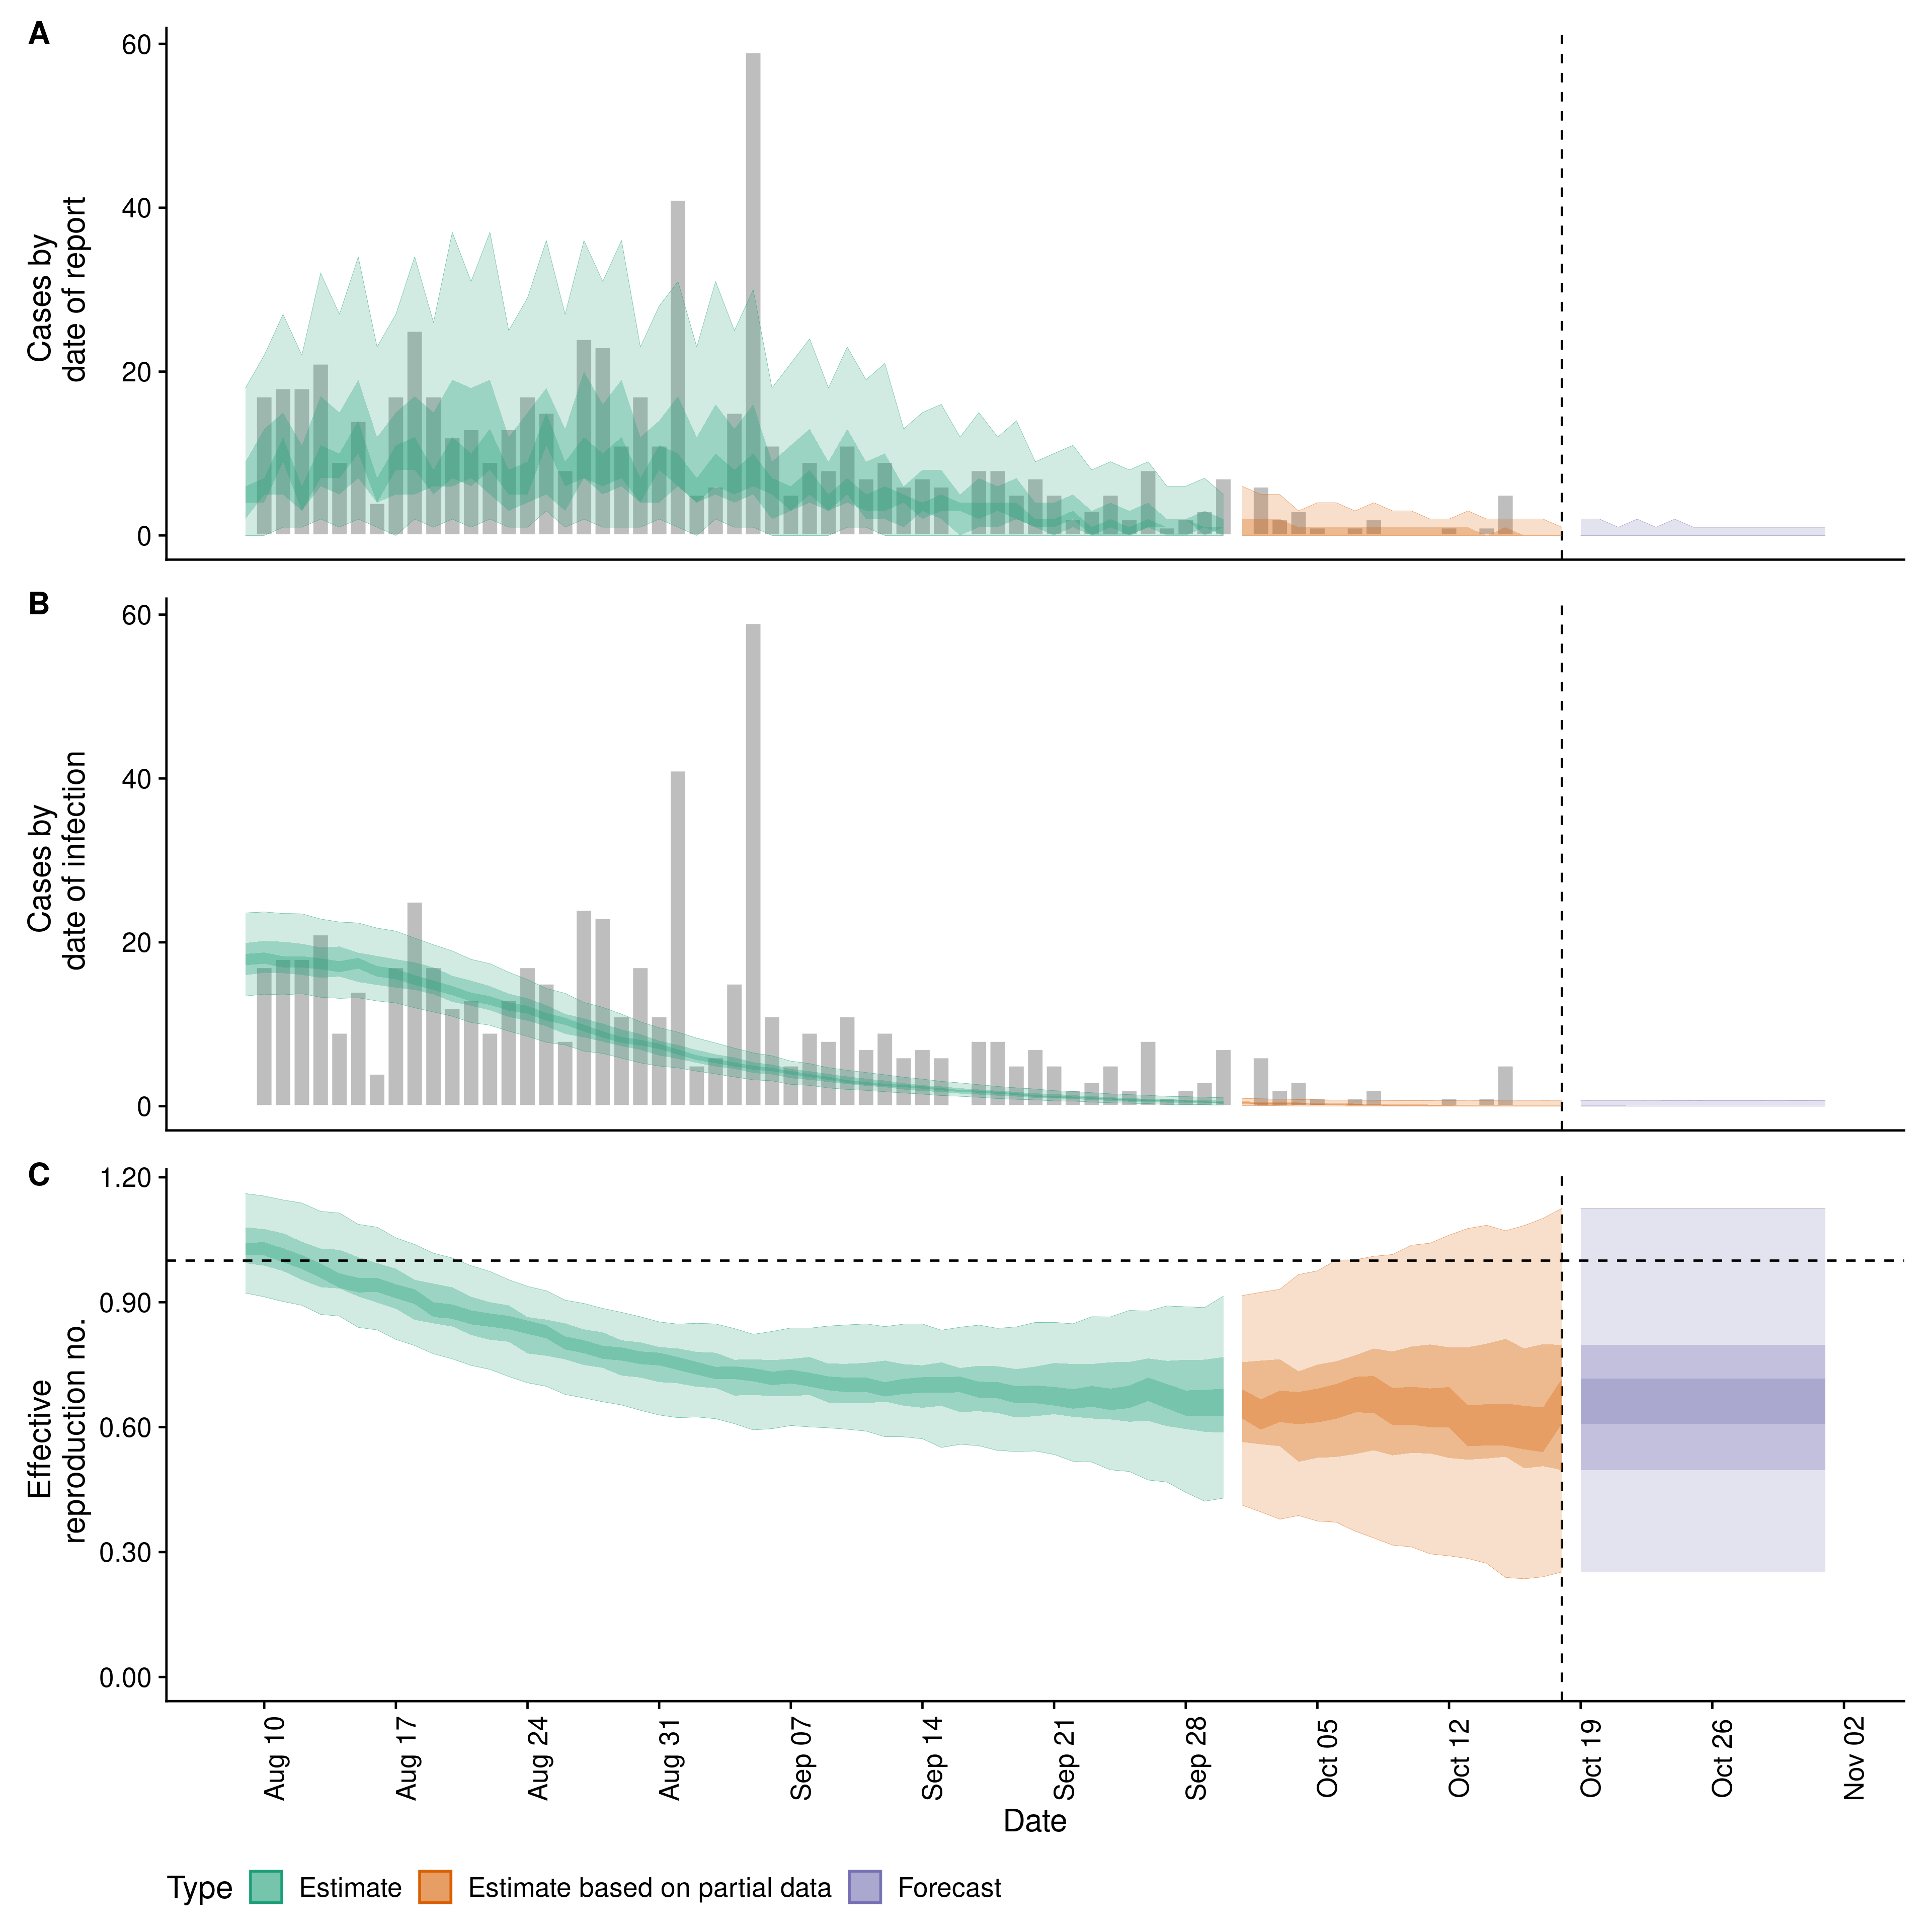 A
Cases by
date of report
60
40
20
0
B
Cases by
date of infection
60
40
20
0
C
Effective
reproduction no.
1.20
0.90
0.60
0.30
0.00
Aug 10
Aug 17
Aug 24
Aug 31
Sep 07
Sep 14
Sep 21
Sep 28
Oct 05
Oct 12
Oct 19
Oct 26
Nov 02
Date
Type Estimate Estimate based on partial data Forecast